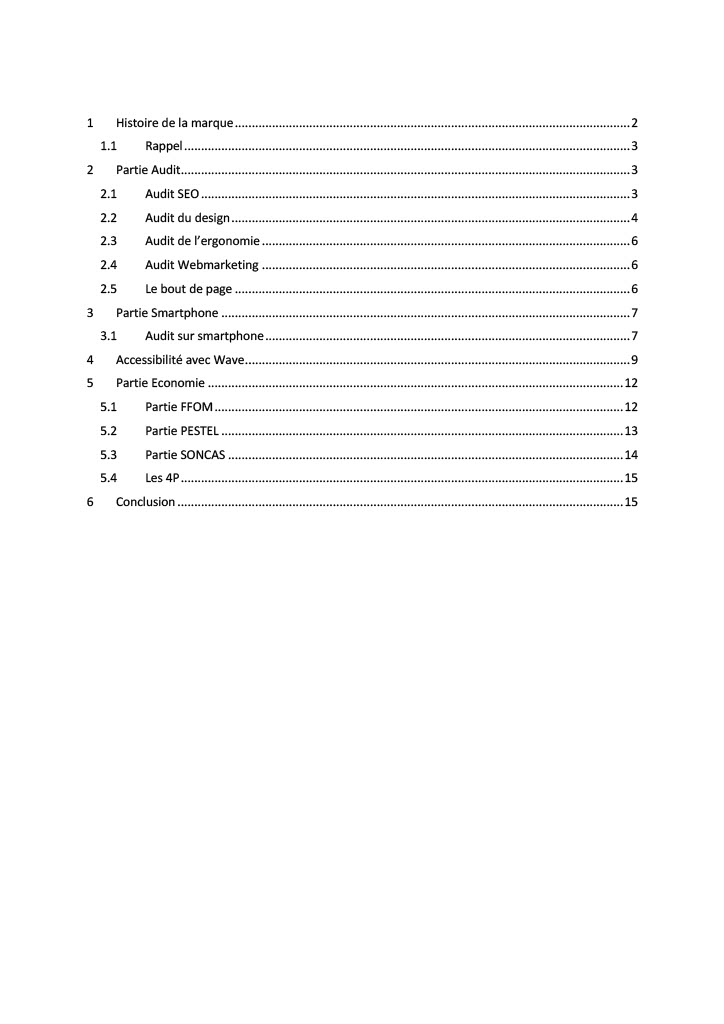 1 Histoire de la marque 2
1.1 Rappel 3
2 Partie Audit 3
2.1 Audit SEO 3
2.2 Audit du design 4
2.3 Audit de l’ergonomie 6
2.4 Audit Webmarketing 6
2.5 Le bout de page 6
3 Partie Smartphone 7
3.1 Audit sur smartphone 7
4 Accessibilité avec Wave 9
5 Partie Economie 12
5.1 Partie FFOM 12
5.2 Partie PESTEL 13
5.3 Partie SONCAS 14
5.4 Les 4P 15
6 Conclusion 15